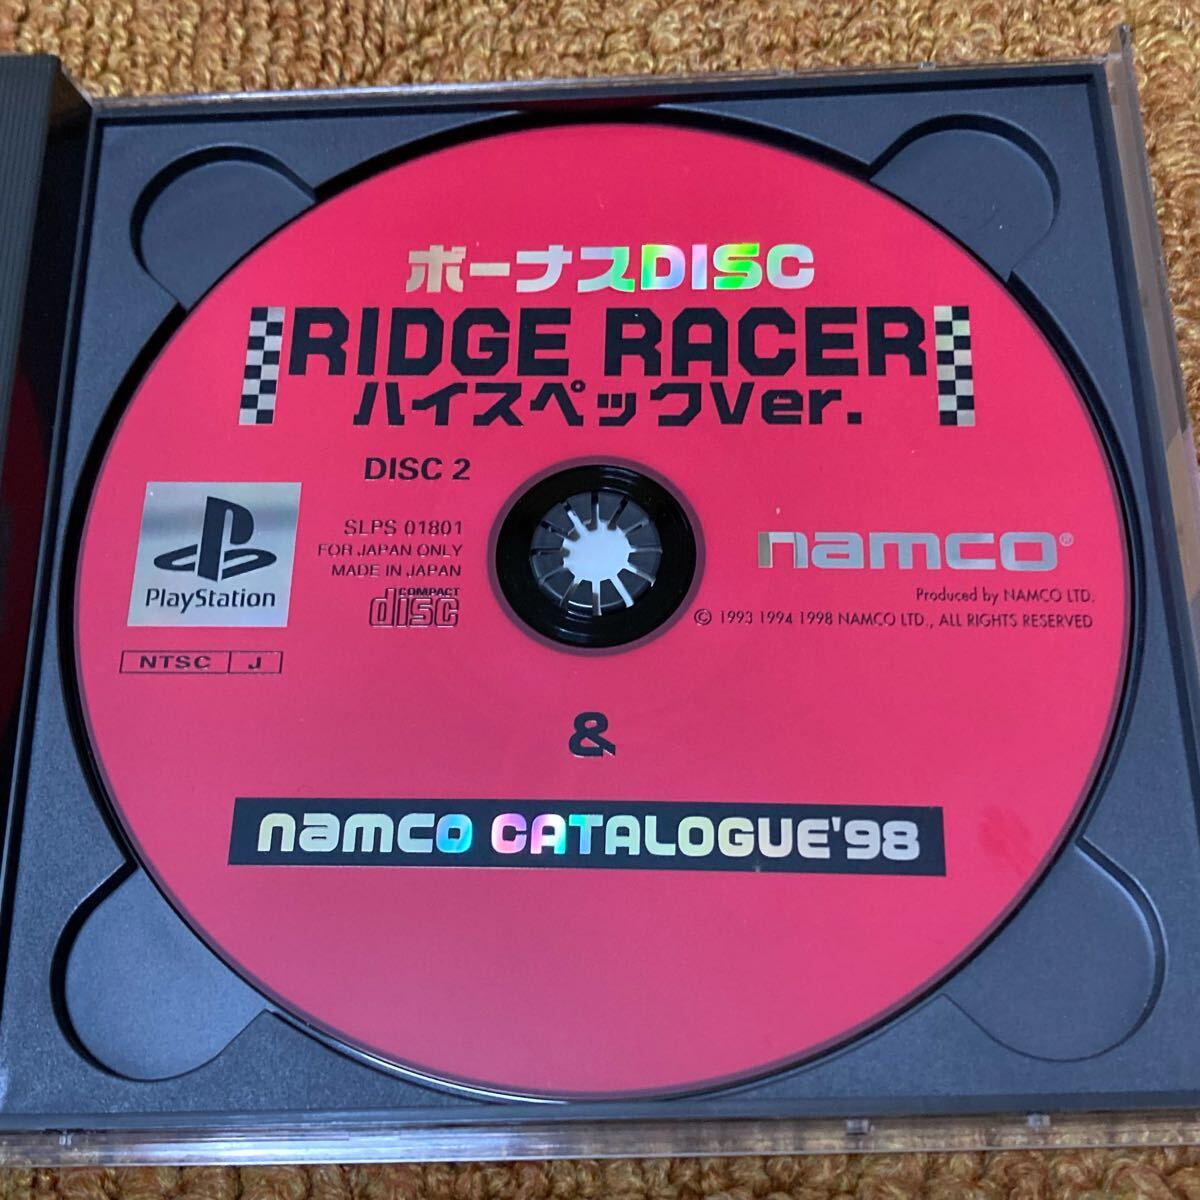 ボーナスDISC
RIDGE RACER
ハイスペックVer.
DISC 2
SLPS 01801
FOR JAPAN ONLY
MADE IN JAPAN
COMPACT
disc
PlayStation
NTSC J
namco®
Produced by NAMCO LTD.
© 1993 1994 1998 NAMCO LTD., ALL RIGHTS RESERVED
&
namco CATALOGUE'98